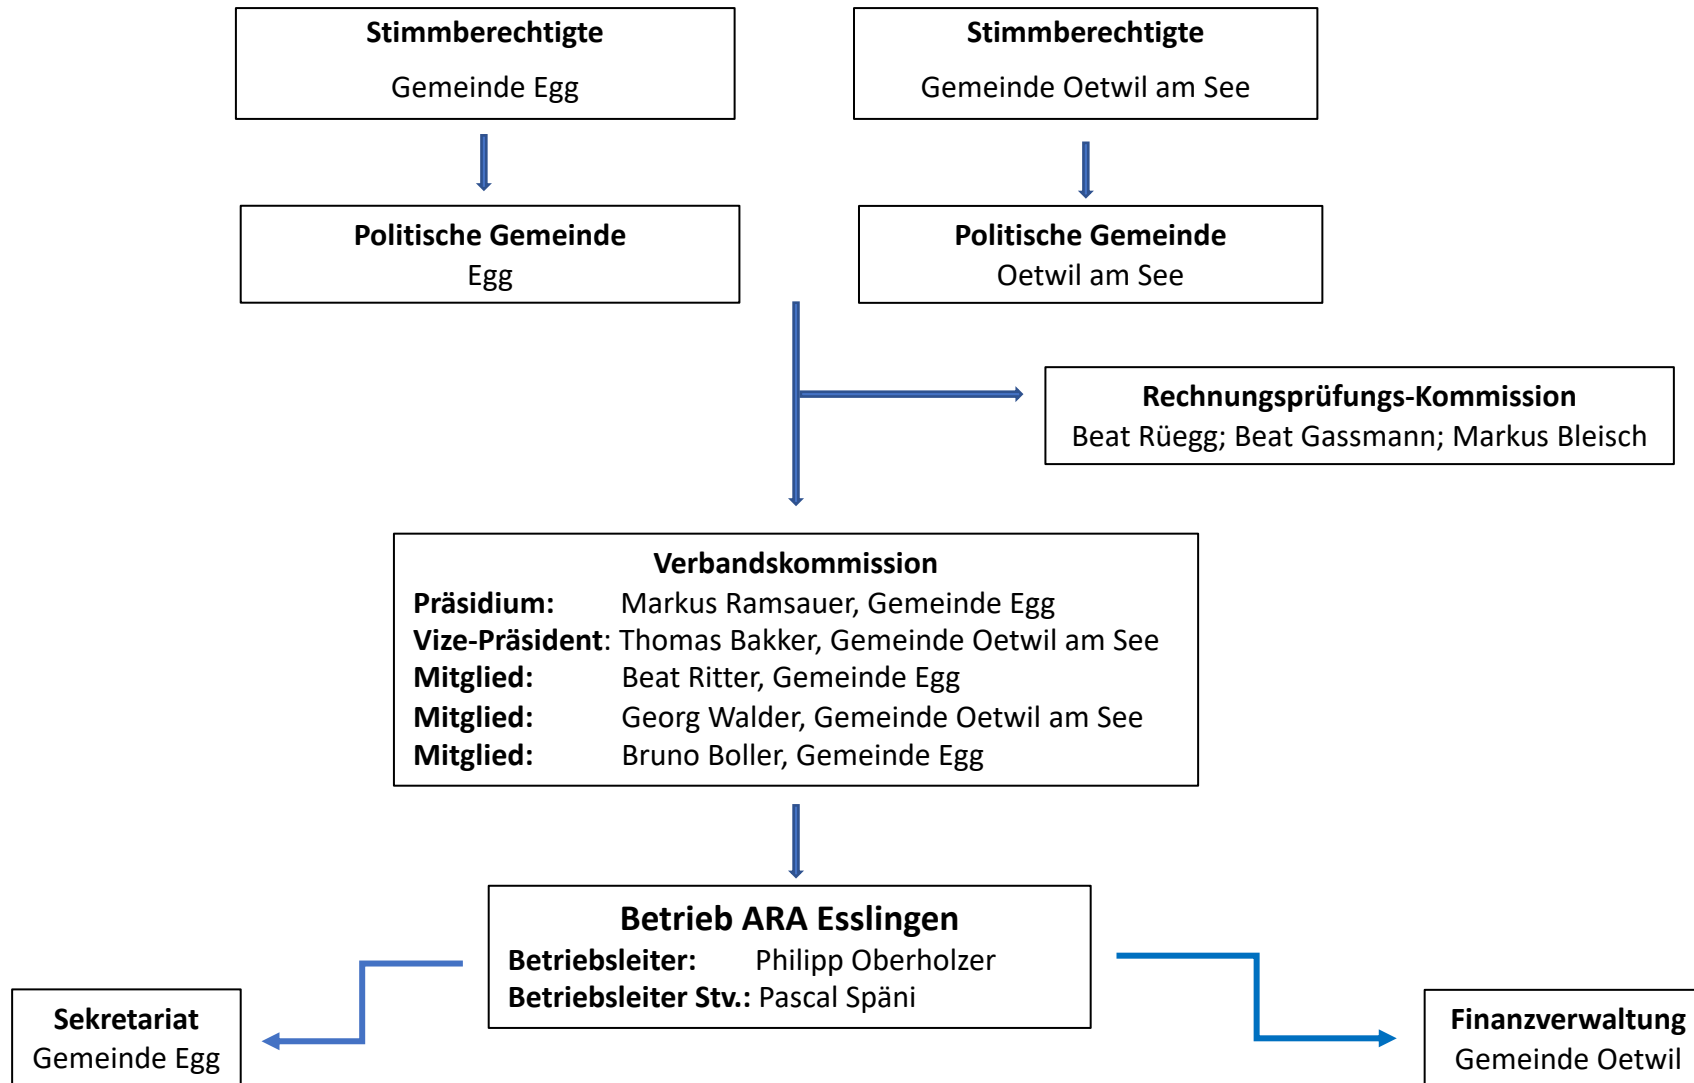 Stimmberechtigte
Gemeinde Egg
Stimmberechtigte
Gemeinde Oetwil am See
Politische Gemeinde
Egg
Politische Gemeinde
Oetwil am See
Rechnungsprüfungs-Kommission
Beat Rüegg; Beat Gassmann; Markus Bleisch
Verbandskommission
Präsidium: Markus Ramsauer, Gemeinde Egg
Vize-Präsident: Thomas Bakker, Gemeinde Oetwil am See
Mitglied: Beat Ritter, Gemeinde Egg
Mitglied: Georg Walder, Gemeinde Oetwil am See
Mitglied: Bruno Boller, Gemeinde Egg
Betrieb ARA Esslingen
Betriebsleiter: Philipp Oberholzer
Betriebsleiter Stv.: Pascal Späni
Sekretariat
Gemeinde Egg
Finanzverwaltung
Gemeinde Oetwil